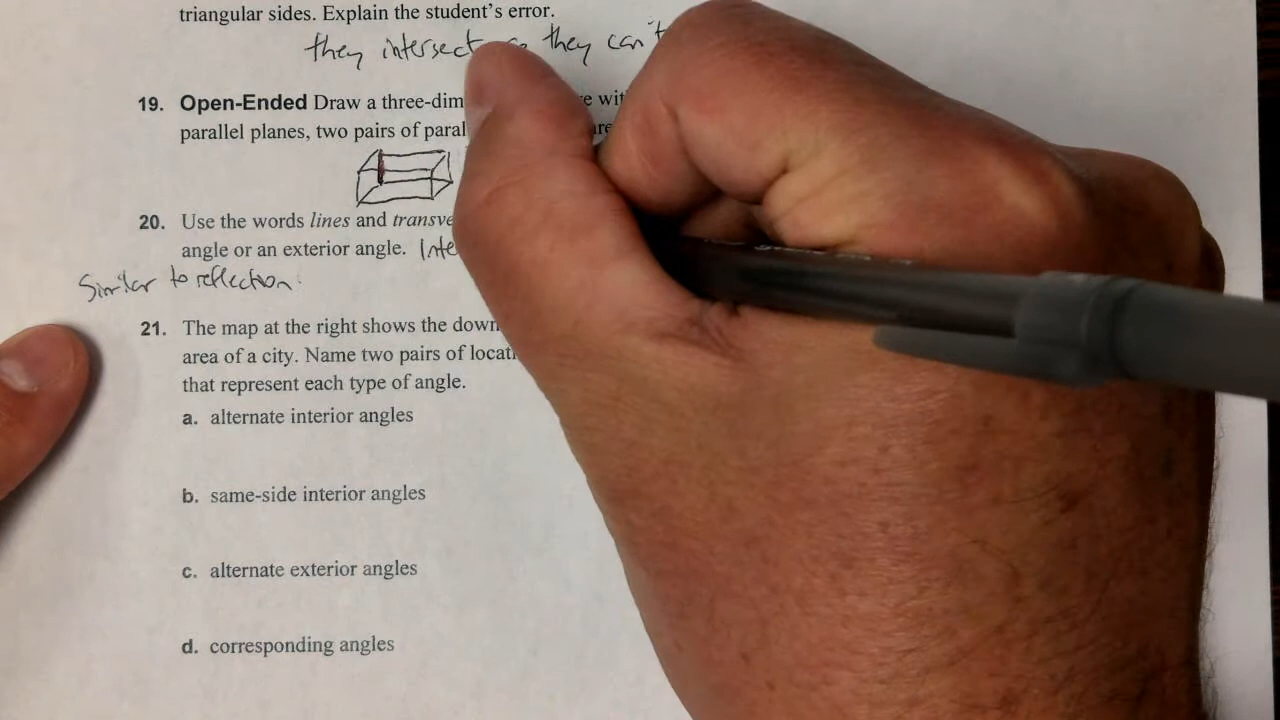 triangular sides. Explain the student's error.
they intersect they can't
19. Open-Ended Draw a three-dim
parallel planes, two pairs of paral
20. Use the words lines and transve
angle or an exterior angle. Inte
Similar to reflection.
21. The map at the right shows the down
area of a city. Name two pairs of locati
that represent each type of angle.
a. alternate interior angles
b. same-side interior angles
c. alternate exterior angles
d. corresponding angles